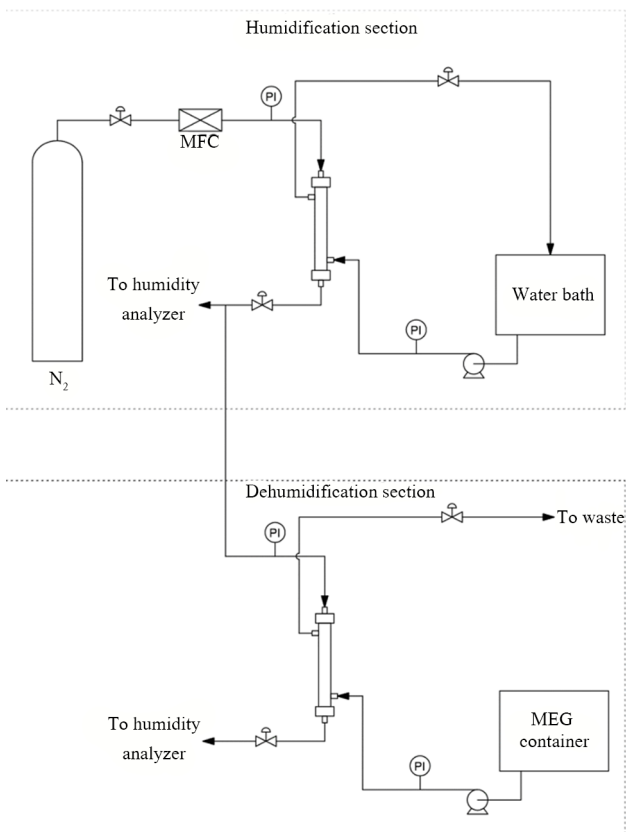 Humidification section
PI
MFC
To humidity
analyzer
Water bath
PI
N₂
Dehumidification section
To waste
PI
MEG
container
To humidity
analyzer
PI